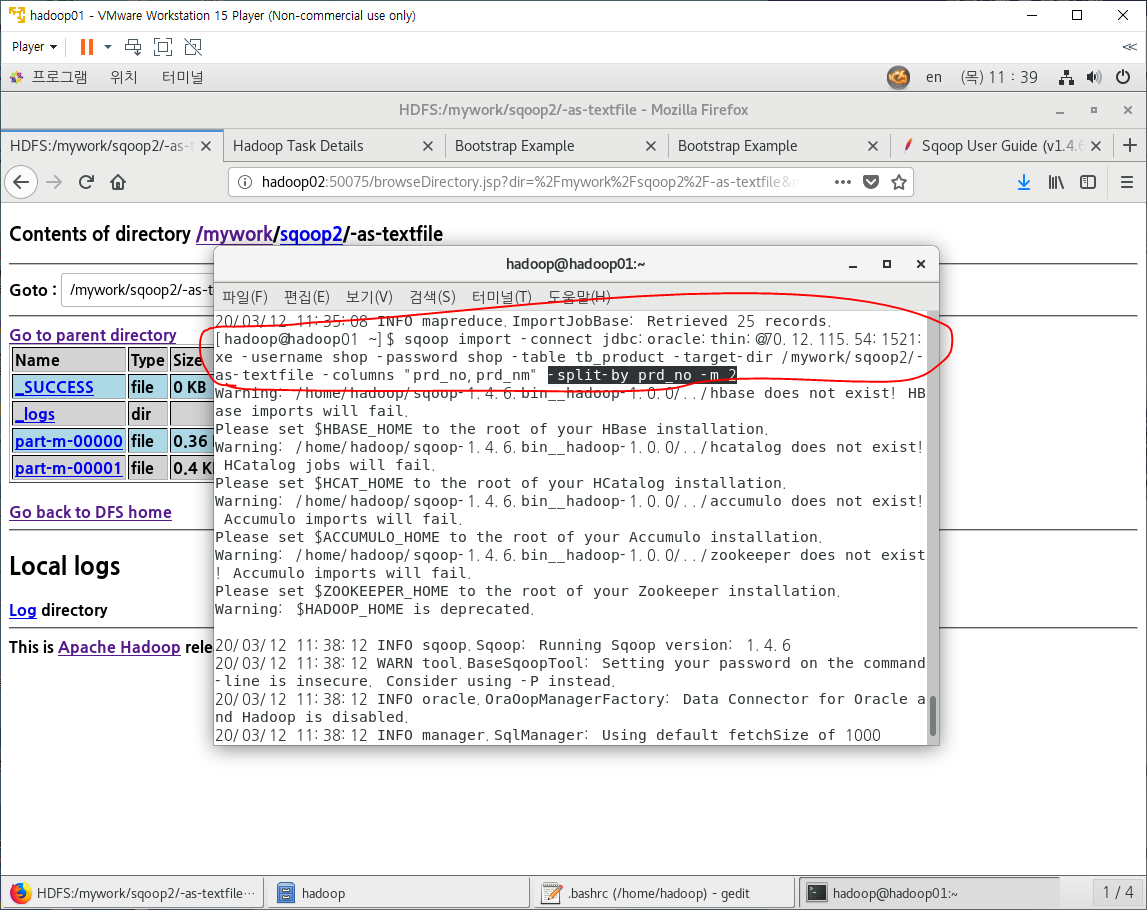 hadoop01 - VMware Workstation 15 Player (Non-commercial use only)
Player
프로그램 위치 터미널 en (목) 11 : 39
HDFS:/mywork/sqoop2/-as-textfile - Mozilla Firefox
HDFS:/mywork/sqoop2/-as-t Hadoop Task Details Bootstrap Example Bootstrap Example Sqoop User Guide (v1.4.6
hadoop02:50075/browseDirectory.jsp?dir=%2Fmywork%2Fsqoop2%2F-as-textfile&n
Contents of directory /mywork/sqoop2/-as-textfile
Goto : /mywork/sqoop2/-as-t
Go to parent directory
Name Type Size
_SUCCESS file 0 KB
_logs dir
part-m-00000 file 0.36
part-m-00001 file 0.4 K
Go back to DFS home
Local logs
Log directory
This is Apache Hadoop rele
hadoop@hadoop01:~
파일(F) 편집(E) 보기(V) 검색(S) 터미널(T) 도움말(H)
20/03/12 11:35:08 INFO mapreduce.ImportJobBase: Retrieved 25 records.
[hadoop@hadoop01 ~]$ sqoop import -connect jdbc:oracle:thin:@70.12.115.54:1521:
xe -username shop -password shop -table tb_product -target-dir /mywork/sqoop2/-
as-textfile -columns "prd_no,prd_nm" -split-by prd_no -m 2
Warning: /home/hadoop/sqoop-1.4.6.bin__hadoop-1.0.0/../hbase does not exist! HB
ase imports will fail.
Please set $HBASE_HOME to the root of your HBase installation.
Warning: /home/hadoop/sqoop-1.4.6.bin__hadoop-1.0.0/../hcatalog does not exist!
HCatalog jobs will fail.
Please set $HCAT_HOME to the root of your HCatalog installation.
Warning: /home/hadoop/sqoop-1.4.6.bin__hadoop-1.0.0/../accumulo does not exist!
Accumulo imports will fail.
Please set $ACCUMULO_HOME to the root of your Accumulo installation.
Warning: /home/hadoop/sqoop-1.4.6.bin__hadoop-1.0.0/../zookeeper does not exist
! Accumulo imports will fail.
Please set $ZOOKEEPER_HOME to the root of your Zookeeper installation.
Warning: $HADOOP_HOME is deprecated.
20/03/12 11:38:12 INFO sqoop.Sqoop: Running Sqoop version: 1.4.6
20/03/12 11:38:12 WARN tool.BaseSqoopTool: Setting your password on the command
-line is insecure. Consider using -P instead.
20/03/12 11:38:12 INFO oracle.OraOopManagerFactory: Data Connector for Oracle a
nd Hadoop is disabled.
20/03/12 11:38:12 INFO manager.SqlManager: Using default fetchSize of 1000
HDFS:/mywork/sqoop2/-as-textfile… hadoop .bashrc (/home/hadoop) - gedit hadoop@hadoop01:~ 1 / 4